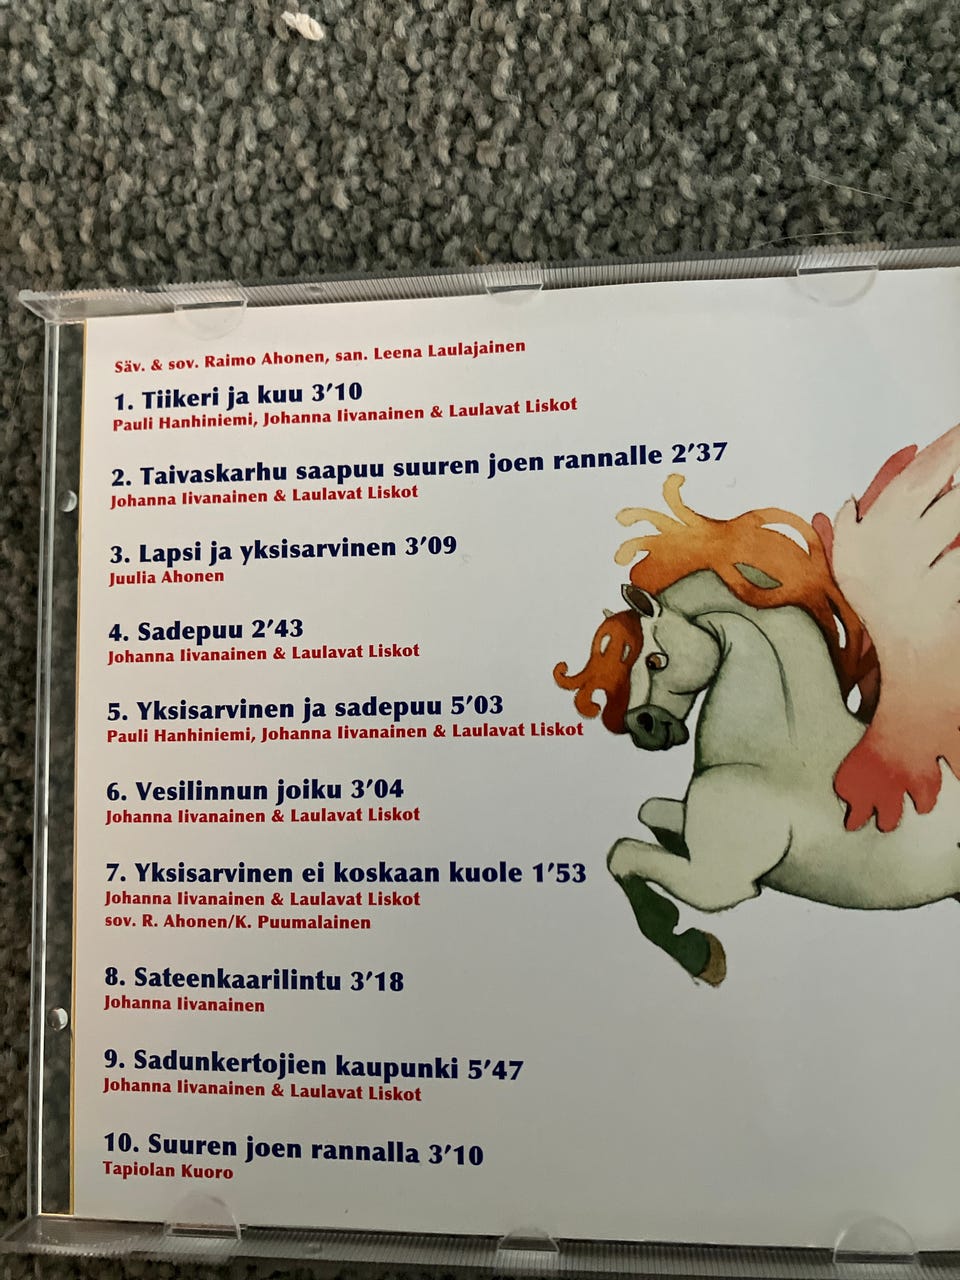 Säv. & sov. Raimo Ahonen, san. Leena Laulajainen
1. Tiikeri ja kuu 3'10
Pauli Hanhiniemi, Johanna Iivanainen & Laulavat Liskot
2. Taivaskarhu saapuu suuren joen rannalle 2'37
Johanna Iivanainen & Laulavat Liskot
3. Lapsi ja yksisarvinen 3'09
Juulia Ahonen
4. Sadepuu 2'43
Johanna Iivanainen & Laulavat Liskot
5. Yksisarvinen ja sadepuu 5'03
Pauli Hanhiniemi, Johanna Iivanainen & Laulavat Liskot
6. Vesilinnun joiku 3'04
Johanna Iivanainen & Laulavat Liskot
7. Yksisarvinen ei koskaan kuole 1'53
Johanna Iivanainen & Laulavat Liskot
sov. R. Ahonen/K. Puumalainen
8. Sateenkaarilintu 3'18
Johanna Iivanainen
9. Sadunkertojien kaupunki 5'47
Johanna Iivanainen & Laulavat Liskot
10. Suuren joen rannalla 3'10
Tapiolan Kuoro